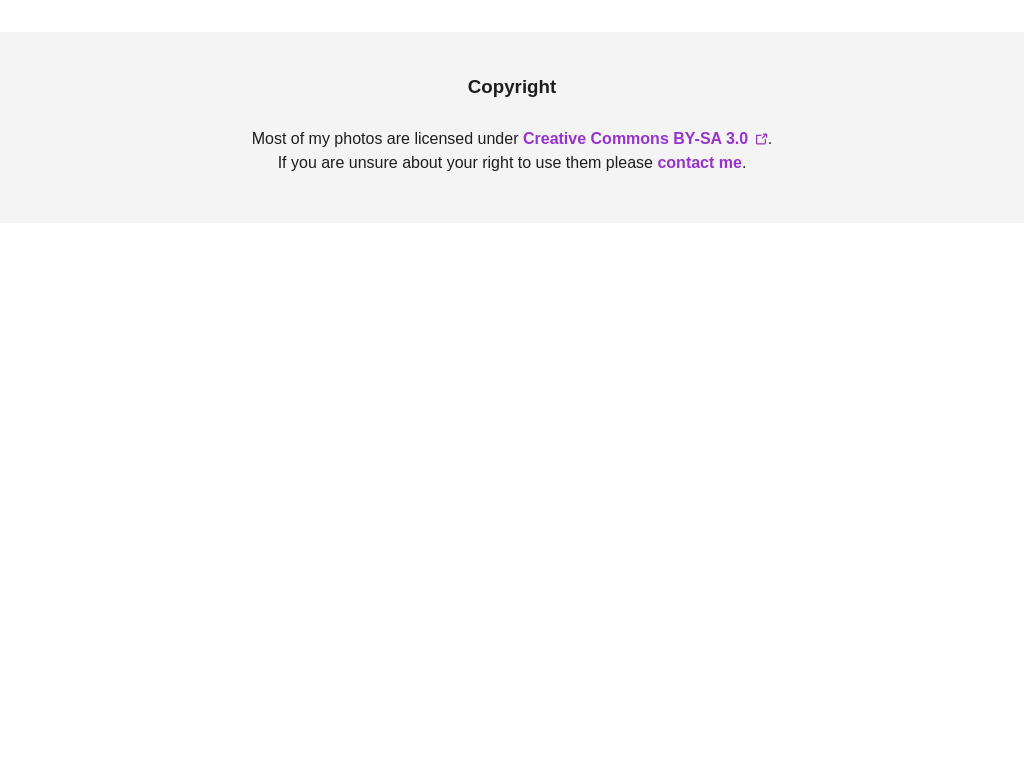 Copyright
Most of my photos are licensed under Creative Commons BY-SA 3.0 .
If you are unsure about your right to use them please contact me.